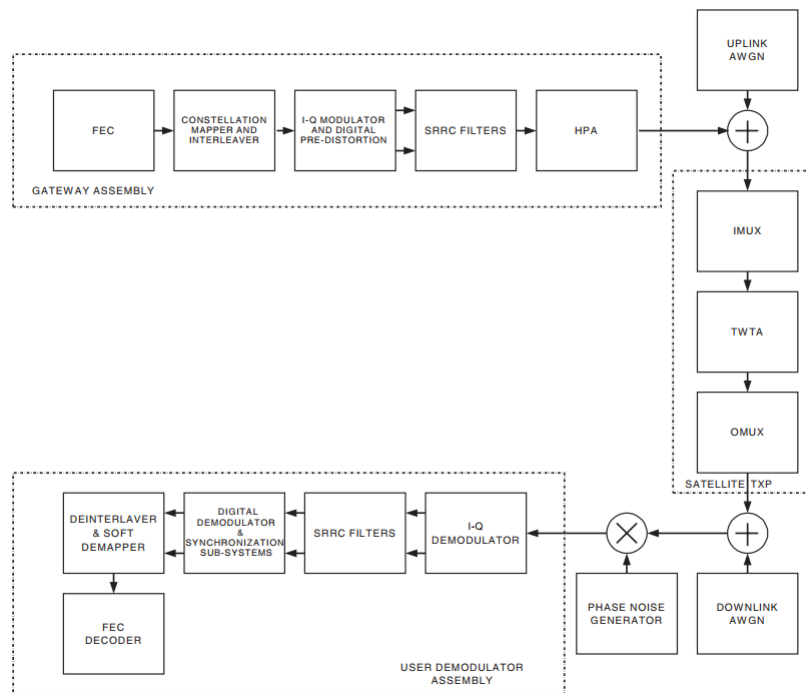 UPLINK
AWGN
FEC
CONSTELLATION
MAPPER AND
INTERLEAVER
I-Q MODULATOR
AND DIGITAL
PRE-DISTORTION
SRRC FILTERS
HPA
GATEWAY ASSEMBLY
IMUX
TWTA
OMUX
SATELLITE TXP
DEINTERLAVER
& SOFT
DEMAPPER
DIGITAL
DEMODULATOR
&
SYNCHRONIZATION
SUB-SYSTEMS
SRRC FILTERS
I-Q
DEMODULATOR
FEC
DECODER
PHASE NOISE
GENERATOR
DOWNLINK
AWGN
USER DEMODULATOR
ASSEMBLY